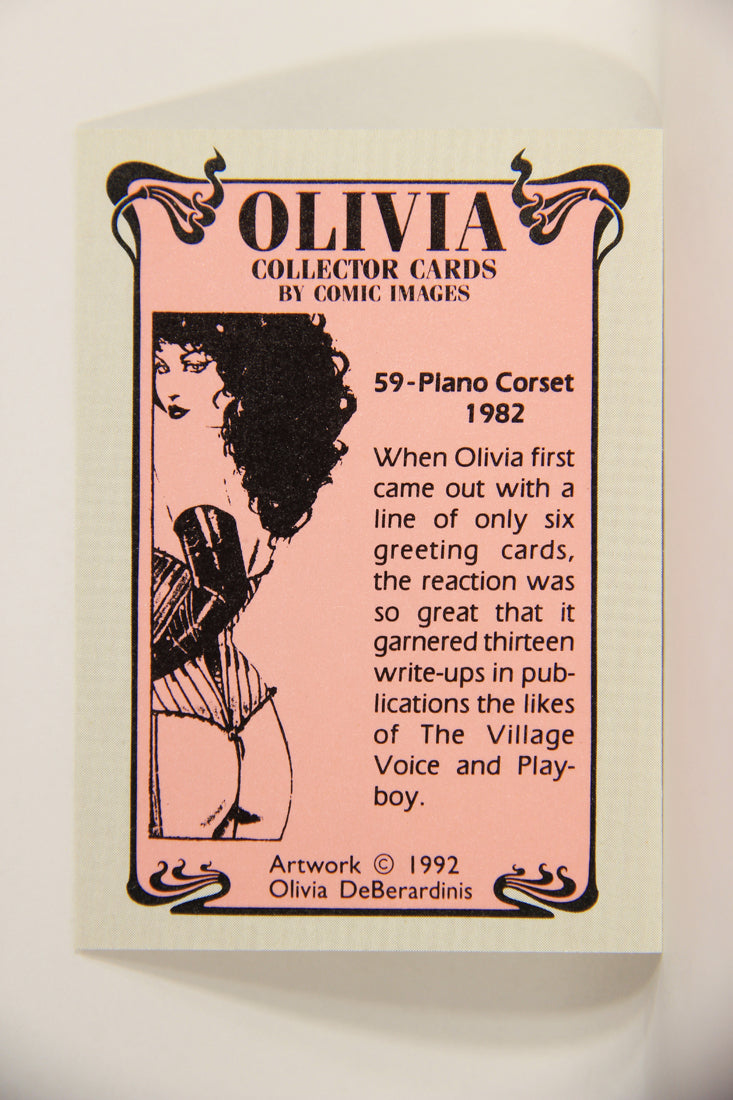 OLIVIA
COLLECTOR CARDS
BY COMIC IMAGES
59-Piano Corset
1982
When Olivia first
came out with a
line of only six
greeting cards,
the reaction was
so great that it
garnered thirteen
write-ups in pub-
lications the likes
of The Village
Voice and Play-
boy.
Artwork © 1992
Olivia DeBerardinis